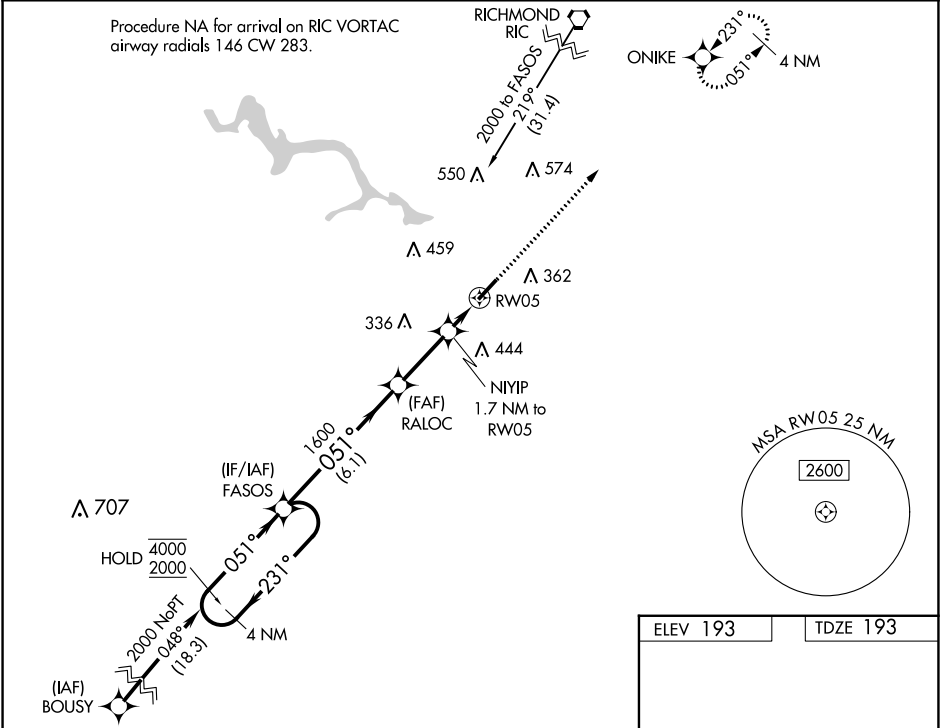 Procedure NA for arrival on RIC VORTAC
airway radials 146 CW 283.
RICHMOND
RIC
2000 to FASOS
219°
(31.4)
ONIKE
231°
051°
4 NM
550
574
459
362
RW05
336
444
NIYIP
1.7 NM to
RW05
(FAF)
RALOC
1600
051°
(6.1)
(IF/IAF)
FASOS
707
HOLD
4000
2000
051°
231°
4 NM
2000 NoPT
048°
(18.3)
(IAF)
BOUSY
MSA RW05 25 NM
2600
ELEV 193
TDZE 193